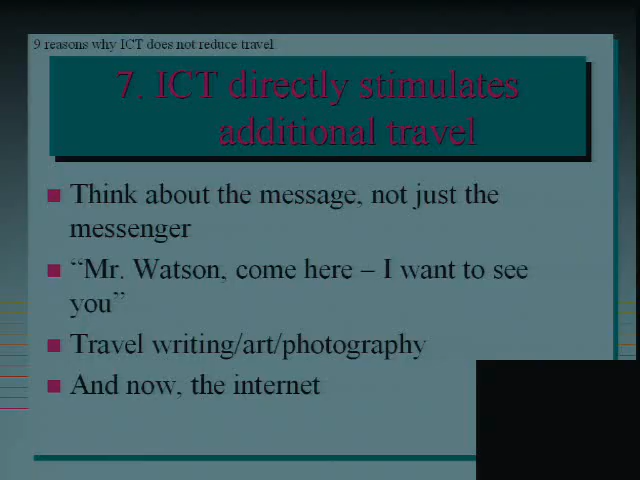 9 reasons why ICT does not reduce travel
7. ICT directly stimulates
additional travel
Think about the message, not just the
messenger
“Mr. Watson, come here – I want to see
you”
Travel writing/art/photography
And now, the internet